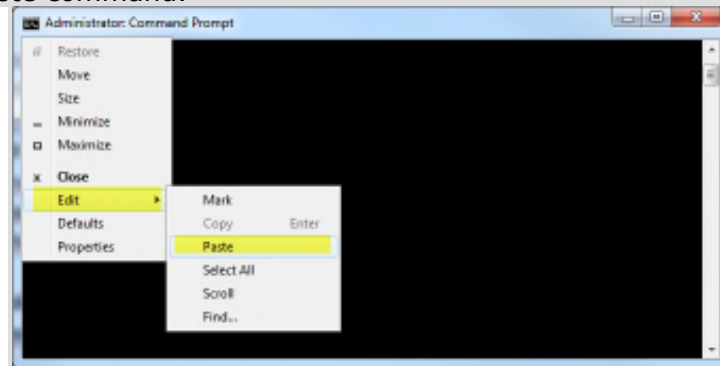 command.
Administrator: Command Prompt
Restore
Move
Size
Minimize
Maximize
Close
Edit
Defaults
Properties
Mark
Copy Enter
Paste
Select All
Scroll
Find...